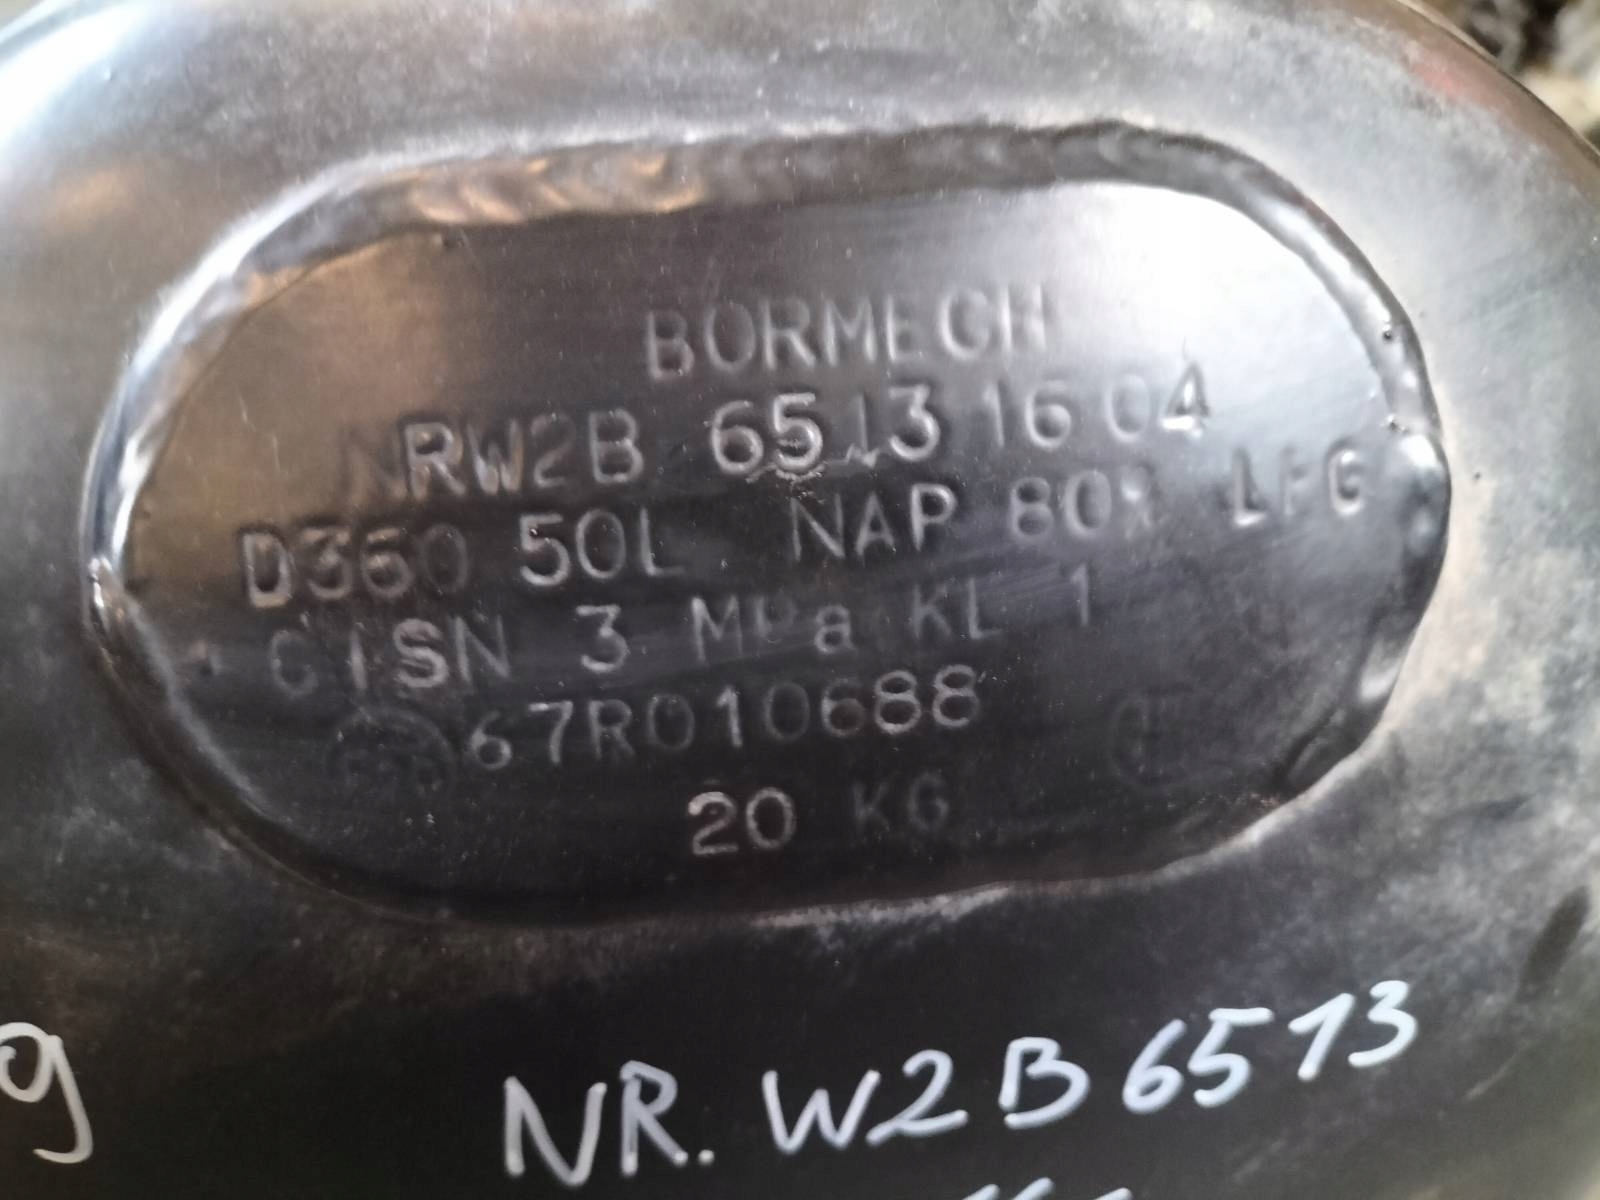 BORMECH
NRW2B 6513 16 04
D360 50L NAP 80% LPG
CISN 3 MPa KL 1
67R010688
20 KG
g
NR. W2B 6513